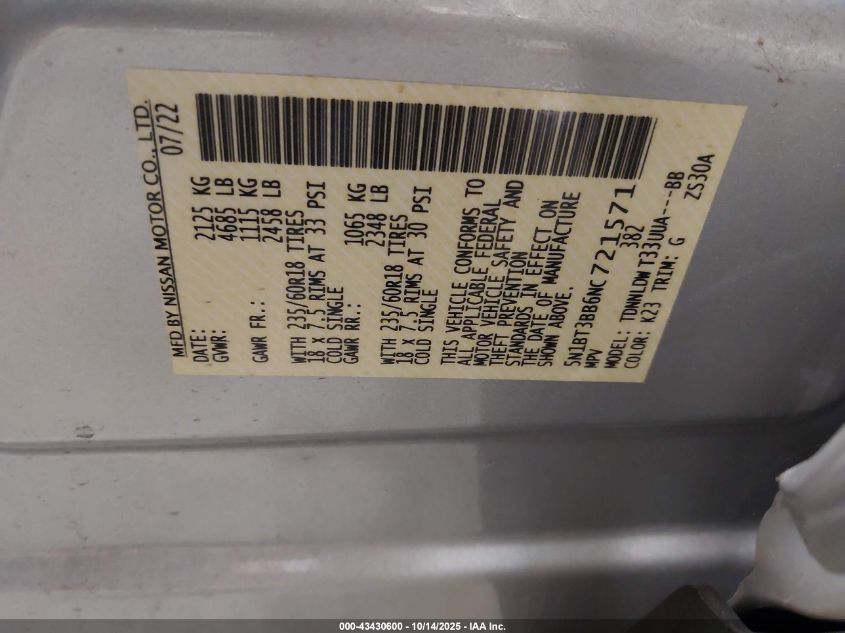 MFD BY NISSAN MOTOR CO., LTD.
DATE: 07/22
GVWR: 2125 KG
4685 LB
GAWR FR.: 1115 KG
2458 LB
WITH 235/60R18 TIRES
18 x 7.5 RIMS AT 33 PSI
COLD SINGLE
GAWR RR.: 1065 KG
2348 LB
WITH 235/60R18 TIRES
18 x 7.5 RIMS AT 30 PSI
COLD SINGLE
THIS VEHICLE CONFORMS TO
ALL APPLICABLE FEDERAL
MOTOR VEHICLE SAFETY AND
THEFT PREVENTION
STANDARDS IN EFFECT ON
THE DATE OF MANUFACTURE
SHOWN ABOVE.
5N1BT3BB6NC721571
MPV 382
MODEL: TDNNLDW T33UUA----BB
COLOR: K23 TRIM: G ZS30A
000-43430600 - 10/14/2025 - IAA Inc.